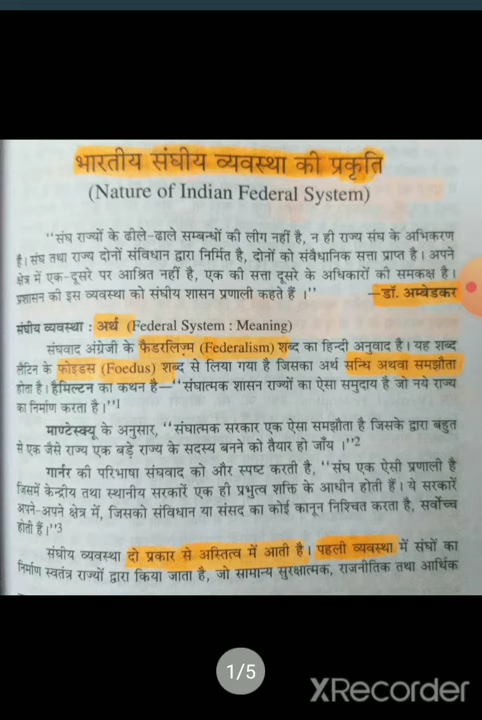 भारतीय संघीय व्यवस्था की प्रकृति
(Nature of Indian Federal System)
“संघ राज्यों के ढीले-ढाले सम्बन्धों की लीग नहीं है, न ही राज्य संघ के अभिकरण
हैं। संघ तथा राज्य दोनों संविधान द्वारा निर्मित है, दोनों को संवैधानिक सत्ता प्राप्त है। अपने
क्षेत्र में एक-दूसरे पर आश्रित नहीं है, एक की सत्ता दूसरे के अधिकारों की समकक्ष है।
प्रशासन की इस व्यवस्था को संघीय शासन प्रणाली कहते हैं ।” —डॉ. अम्बेडकर
संघीय व्यवस्था : अर्थ (Federal System : Meaning)
संघवाद अंग्रेजी के फैडरलिज़्म (Federalism) शब्द का हिन्दी अनुवाद है। यह शब्द
लैटिन के फोइडस (Foedus) शब्द से लिया गया है जिसका अर्थ सन्धि अथवा समझौता
होता है। हैमिल्टन का कथन है—“संघात्मक शासन राज्यों का ऐसा समुदाय है जो नये राज्य
का निर्माण करता है।”1
माण्टेस्क्यू के अनुसार, “संघात्मक सरकार एक ऐसा समझौता है जिसके द्वारा बहुत
से एक जैसे राज्य एक बड़े राज्य के सदस्य बनने को तैयार हो जाँय ।”2
गार्नर की परिभाषा संघवाद को और स्पष्ट करती है, “संघ एक ऐसी प्रणाली है
जिसमें केन्द्रीय तथा स्थानीय सरकारें एक ही प्रभुत्व शक्ति के आधीन होती हैं। ये सरकारें
अपने-अपने क्षेत्र में, जिसको संविधान या संसद का कोई कानून निश्चित करता है, सर्वोच्च
होती हैं।”3
संघीय व्यवस्था दो प्रकार से अस्तित्व में आती है। पहली व्यवस्था में संघों का
निर्माण स्वतंत्र राज्यों द्वारा किया जाता है, जो सामान्य सुरक्षात्मक, राजनीतिक तथा आर्थिक
1/5
XRecorder